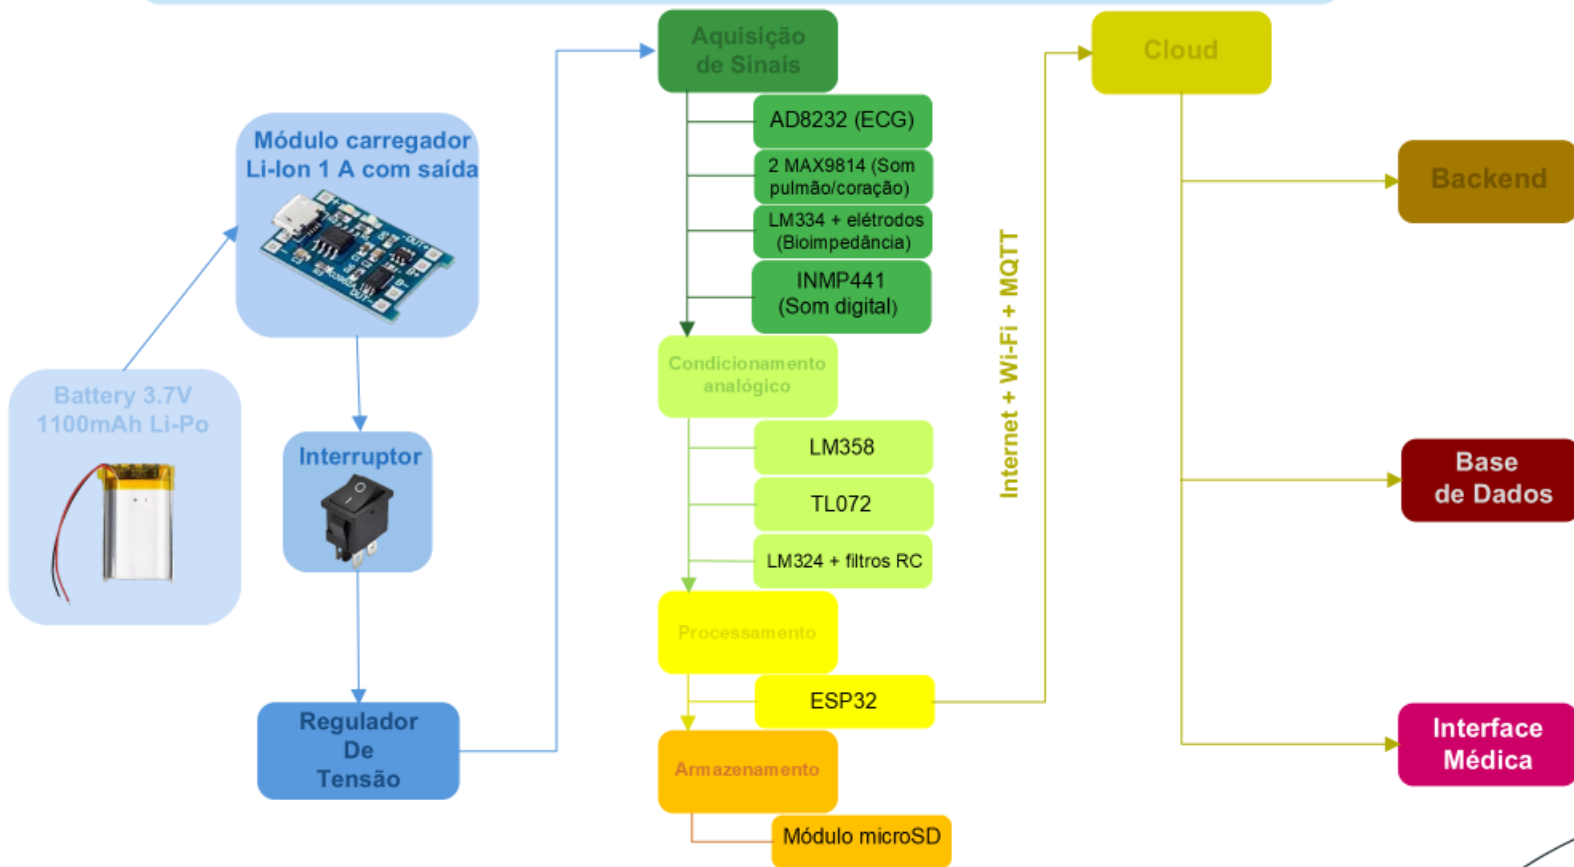 Aquisição
de Sinais
AD8232 (ECG)
2 MAX9814 (Som
pulmão/coração)
LM334 + elétrodos
(Bioimpedância)
INMP441
(Som digital)
Condicionamento
analógico
LM358
TL072
LM324 + filtros RC
Processamento
ESP32
Armazenamento
Módulo microSD
Módulo carregador
Li-Ion 1 A com saída
OUT+
B+
B-
OUT-
Battery 3.7V
1100mAh Li-Po
Interruptor
Regulador
De
Tensão
Internet + Wi-Fi + MQTT
Cloud
Backend
Base
de Dados
Interface
Médica